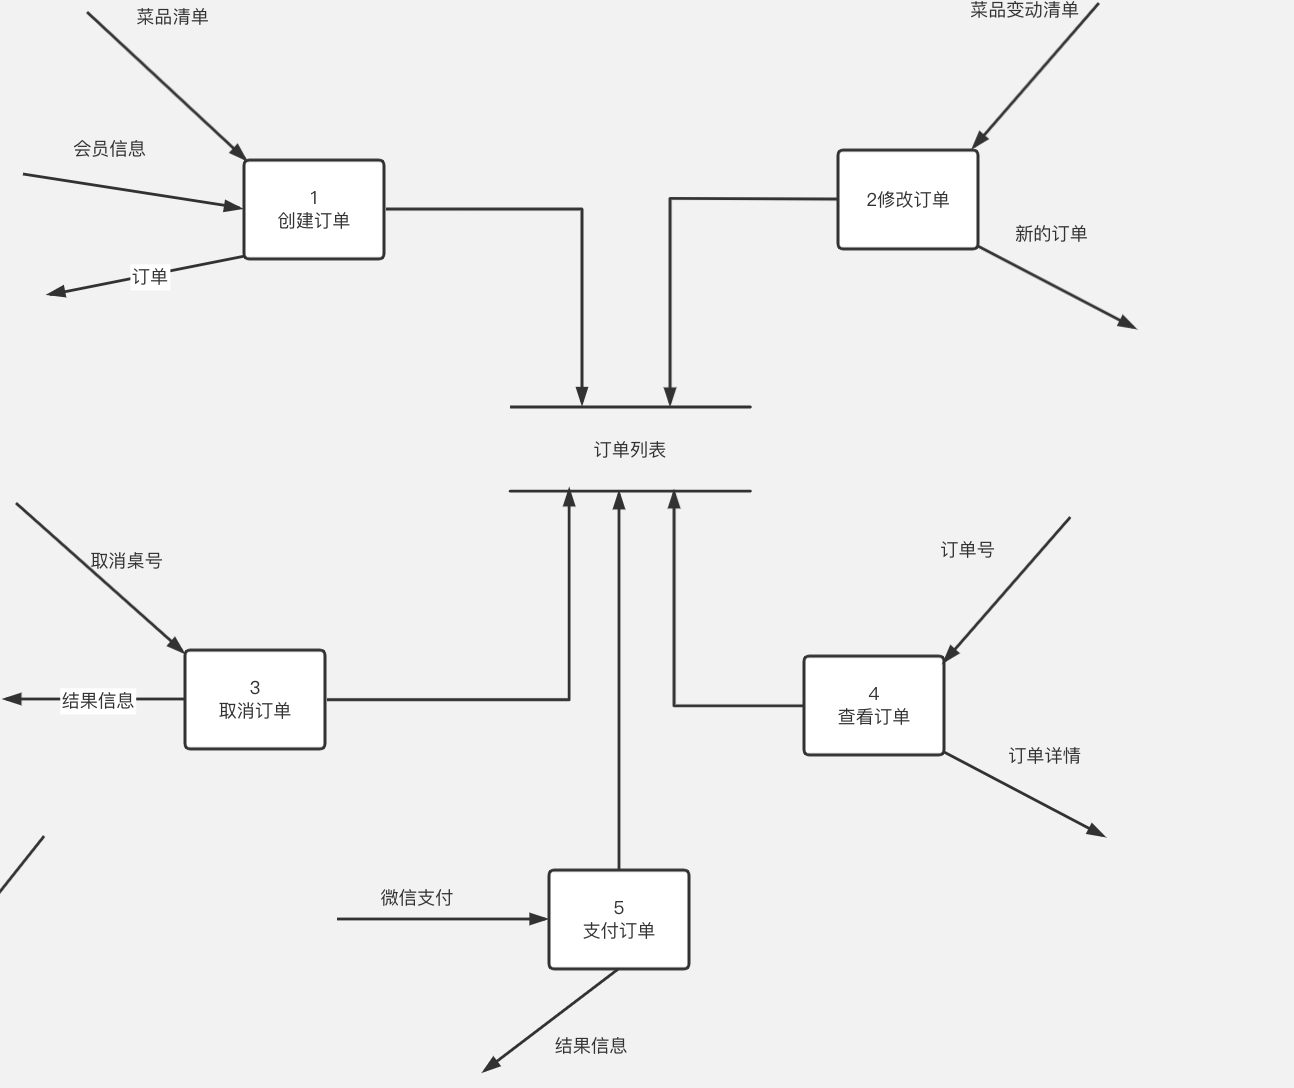 菜品清单
菜品变动清单
会员信息
1
创建订单
2修改订单
新的订单
订单
订单列表
取消桌号
订单号
3
取消订单
结果信息
4
查看订单
订单详情
微信支付
5
支付订单
结果信息